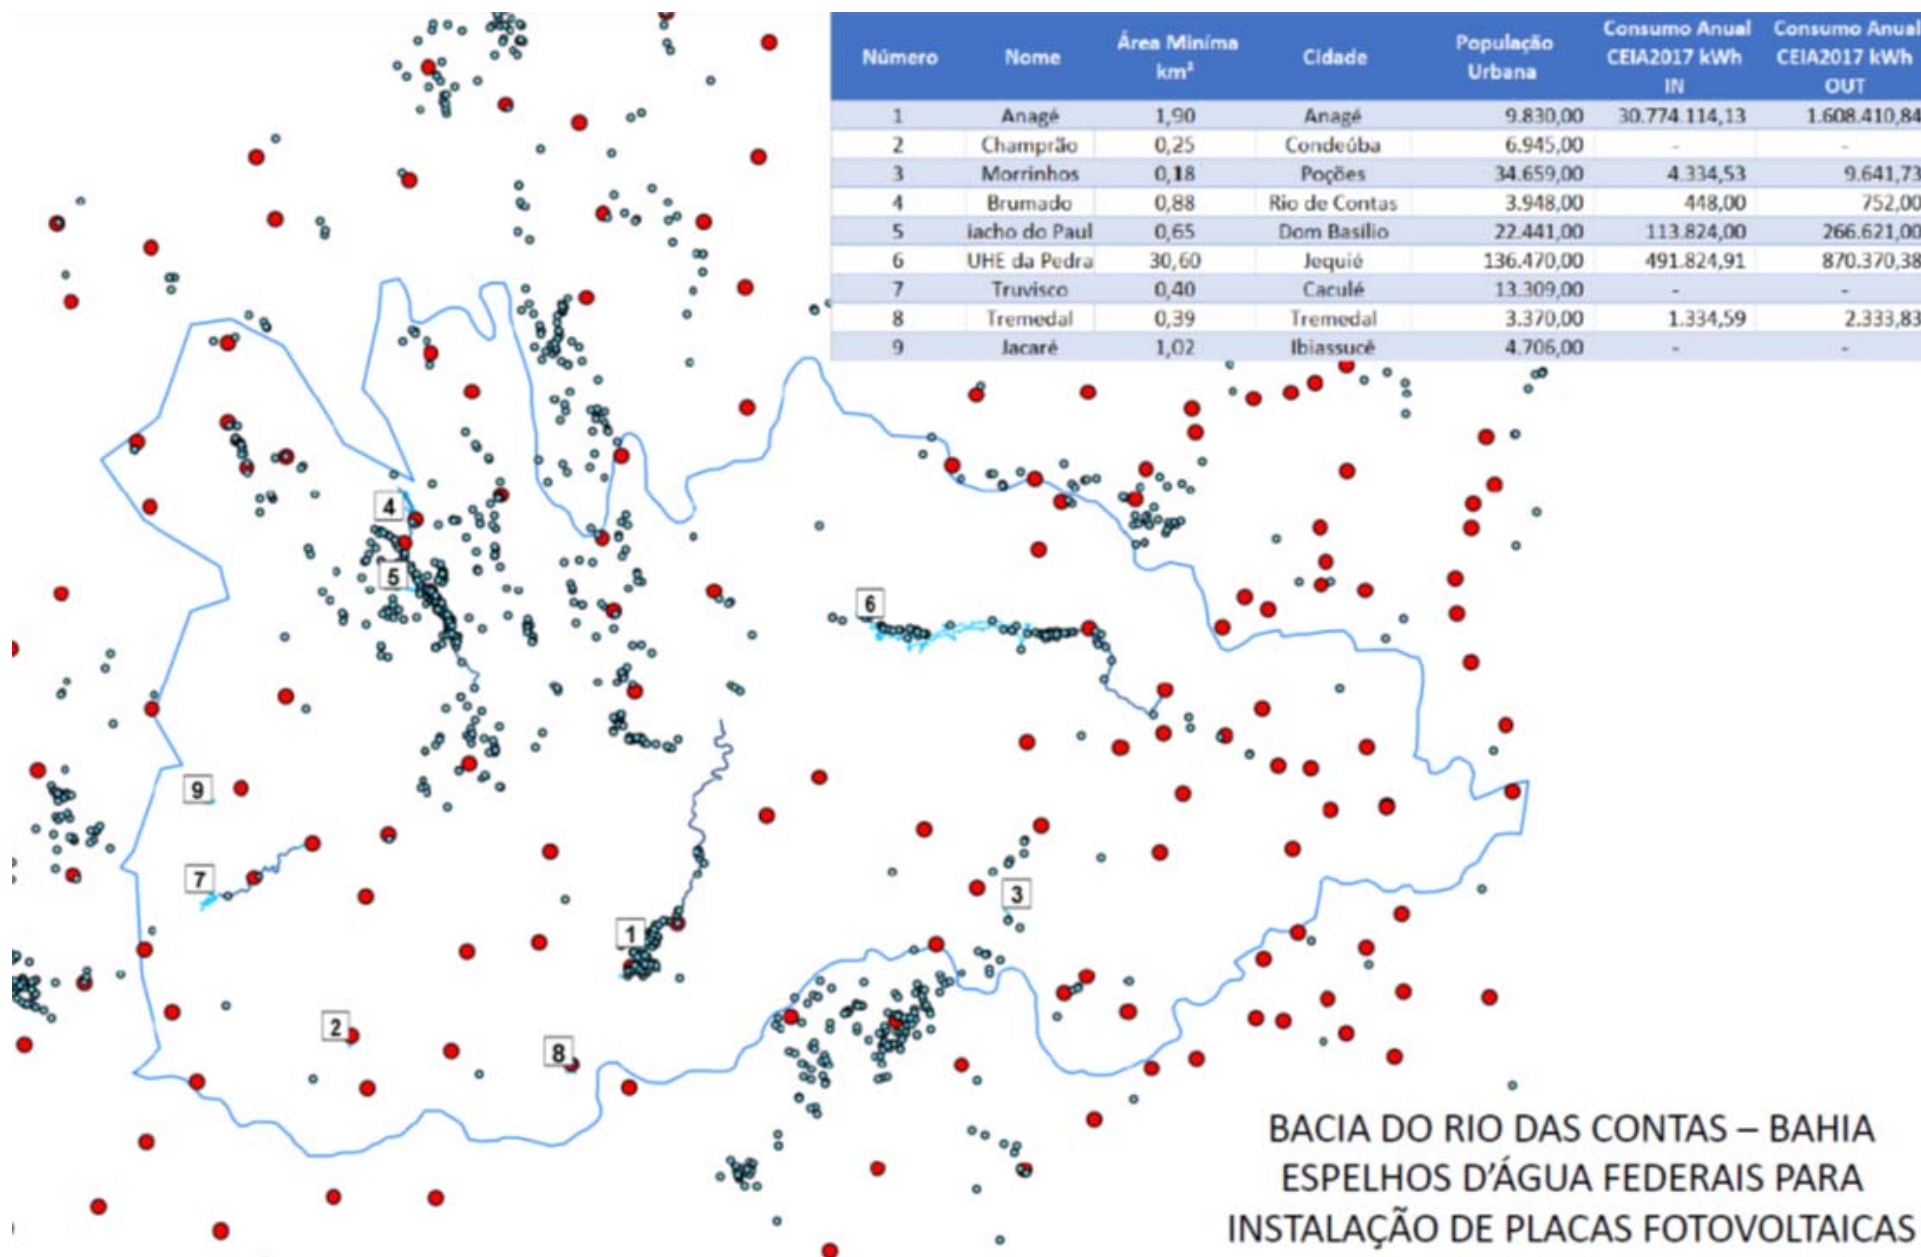 Número Nome Área Miníma km² Cidade População Urbana Consumo Anual CEIA2017 kWh IN Consumo Anual CEIA2017 kWh OUT
1 Anagé 1,90 Anagé 9.830,00 30.774.114,13 1.608.410,84
2 Champrão 0,25 Condeúba 6.945,00 - -
3 Morrinhos 0,18 Poções 34.659,00 4.334,53 9.641,73
4 Brumado 0,88 Rio de Contas 3.948,00 448,00 752,00
5 iacho do Paul 0,65 Dom Basílio 22.441,00 113.824,00 266.621,00
6 UHE da Pedra 30,60 Jequié 136.470,00 491.824,91 870.370,38
7 Truvisco 0,40 Caculé 13.309,00 - -
8 Tremedal 0,39 Tremedal 3.370,00 1.334,59 2.333,83
9 Jacaré 1,02 Ibiassucê 4.706,00 - -
4
5
6
9
7
3
1
2
8
BACIA DO RIO DAS CONTAS – BAHIA
ESPELHOS D'ÁGUA FEDERAIS PARA
INSTALAÇÃO DE PLACAS FOTOVOLTAICAS